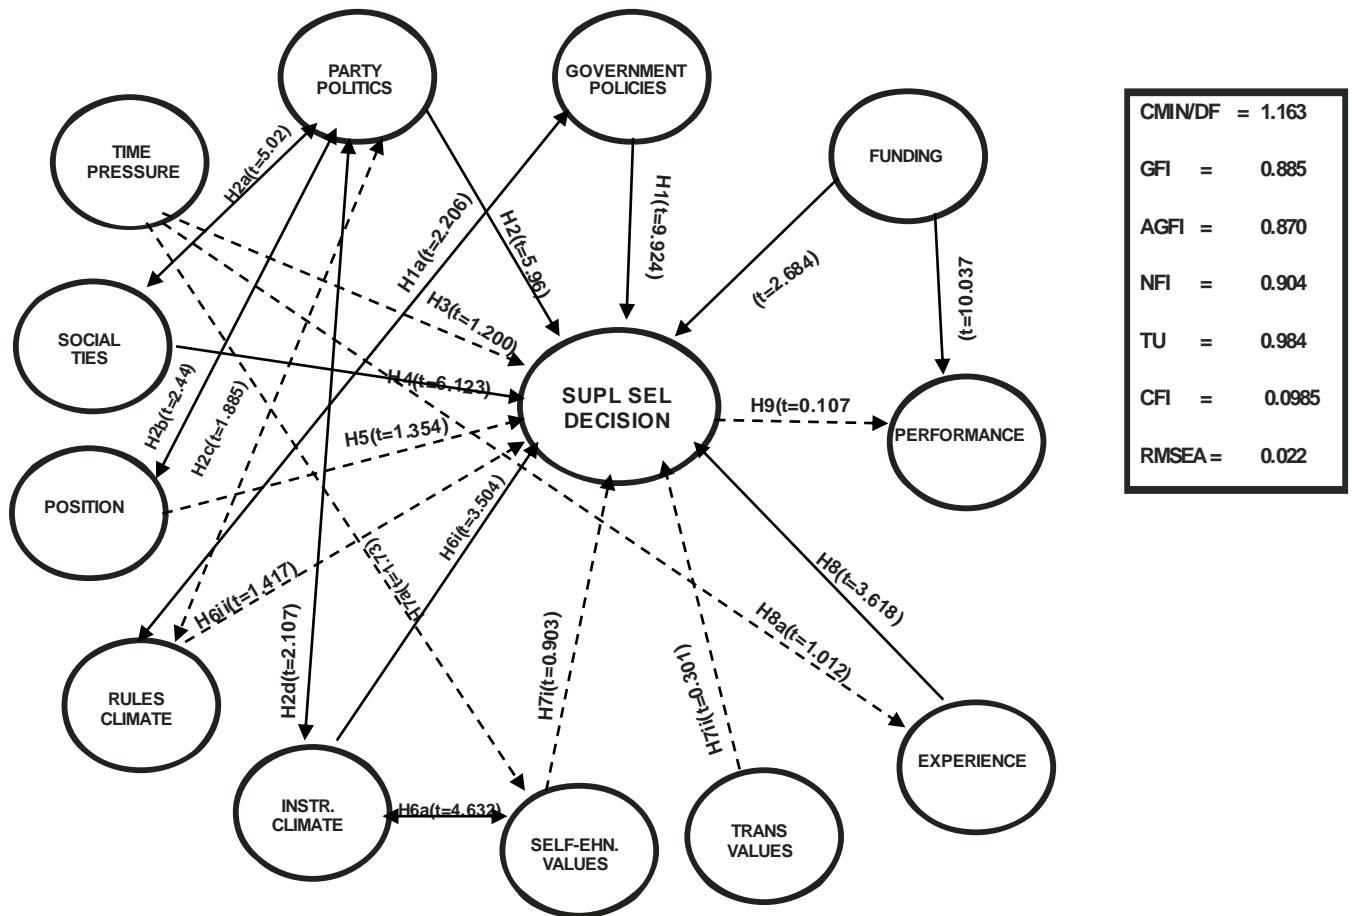 PARTY
POLITICS
GOVERNMENT
POLICIES
TIME
PRESSURE
FUNDING
CMIN/DF = 1.163
GFI = 0.885
AGFI = 0.870
NFI = 0.904
TU = 0.984
CFI = 0.0985
RMSEA = 0.022
H2a(t=5.02)
H1a(t=2.206)
H2(t=5.96)
H1(t=9.924)
(t=2.684)
(t=10.037
H3(t=1.200)
SOCIAL
TIES
H4(t=6.123)
SUPL SEL
DECISION
H9(t=0.107
PERFORMANCE
H2b(t=2.44)
H2c(t=1.885)
H5(t=1.354)
POSITION
H6i(t=3.504)
H6ii(t=1.417)
H7a(t=1.73)
H8(t=3.618)
H8a(t=1.012)
H2d(t=2.107)
H7i(t=0.903)
H7ii(t=0.301)
RULES
CLIMATE
EXPERIENCE
INSTR.
CLIMATE
H6a(t=4.632)
SELF-EHN.
VALUES
TRANS
VALUES